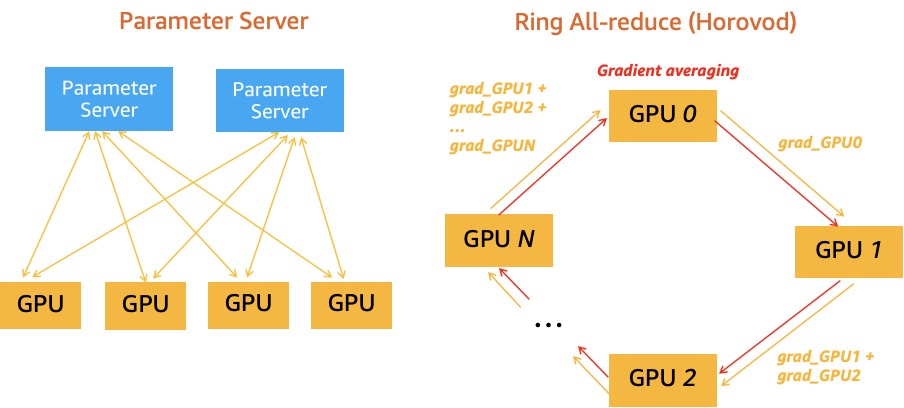 Parameter Server
Parameter
Server
Parameter
Server
GPU
GPU
GPU
GPU
Ring All-reduce (Horovod)
Gradient averaging
grad_GPU1 +
grad_GPU2 +
...
grad_GPUN
GPU 0
grad_GPU0
GPU N
GPU 1
...
GPU 2
grad_GPU1 +
grad_GPU2